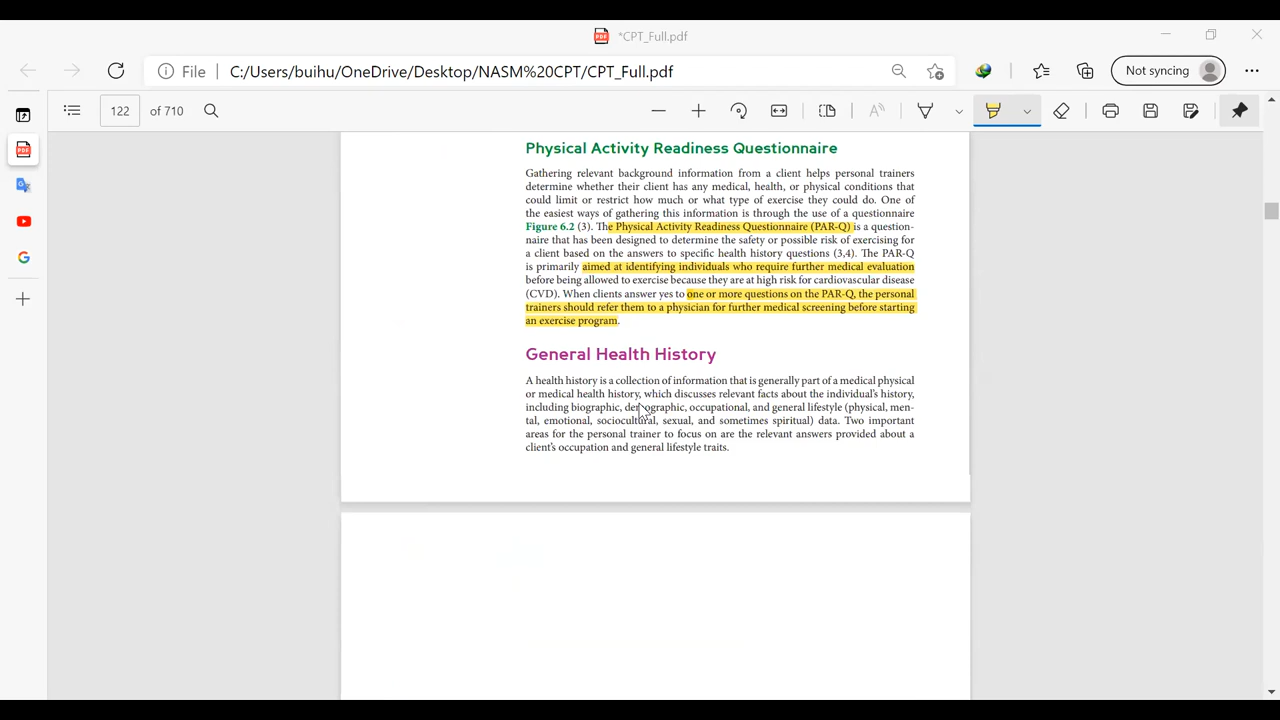 *CPT_Full.pdf
File
C:/Users/buihu/OneDrive/Desktop/NASM%20CPT/CPT_Full.pdf
Not syncing
122
of 710
Physical Activity Readiness Questionnaire
Gathering relevant background information from a client helps personal trainers
determine whether their client has any medical, health, or physical conditions that
could limit or restrict how much or what type of exercise they could do. One of
the easiest ways of gathering this information is through the use of a questionnaire
Figure 6.2 (3). The Physical Activity Readiness Questionnaire (PAR-Q) is a question-
naire that has been designed to determine the safety or possible risk of exercising for
a client based on the answers to specific health history questions (3,4). The PAR-Q
is primarily aimed at identifying individuals who require further medical evaluation
before being allowed to exercise because they are at high risk for cardiovascular disease
(CVD). When clients answer yes to one or more questions on the PAR-Q, the personal
trainers should refer them to a physician for further medical screening before starting
an exercise program.
General Health History
A health history is a collection of information that is generally part of a medical physical
or medical health history, which discusses relevant facts about the individual's history,
including biographic, demographic, occupational, and general lifestyle (physical, men-
tal, emotional, sociocultural, sexual, and sometimes spiritual) data. Two important
areas for the personal trainer to focus on are the relevant answers provided about a
client's occupation and general lifestyle traits.